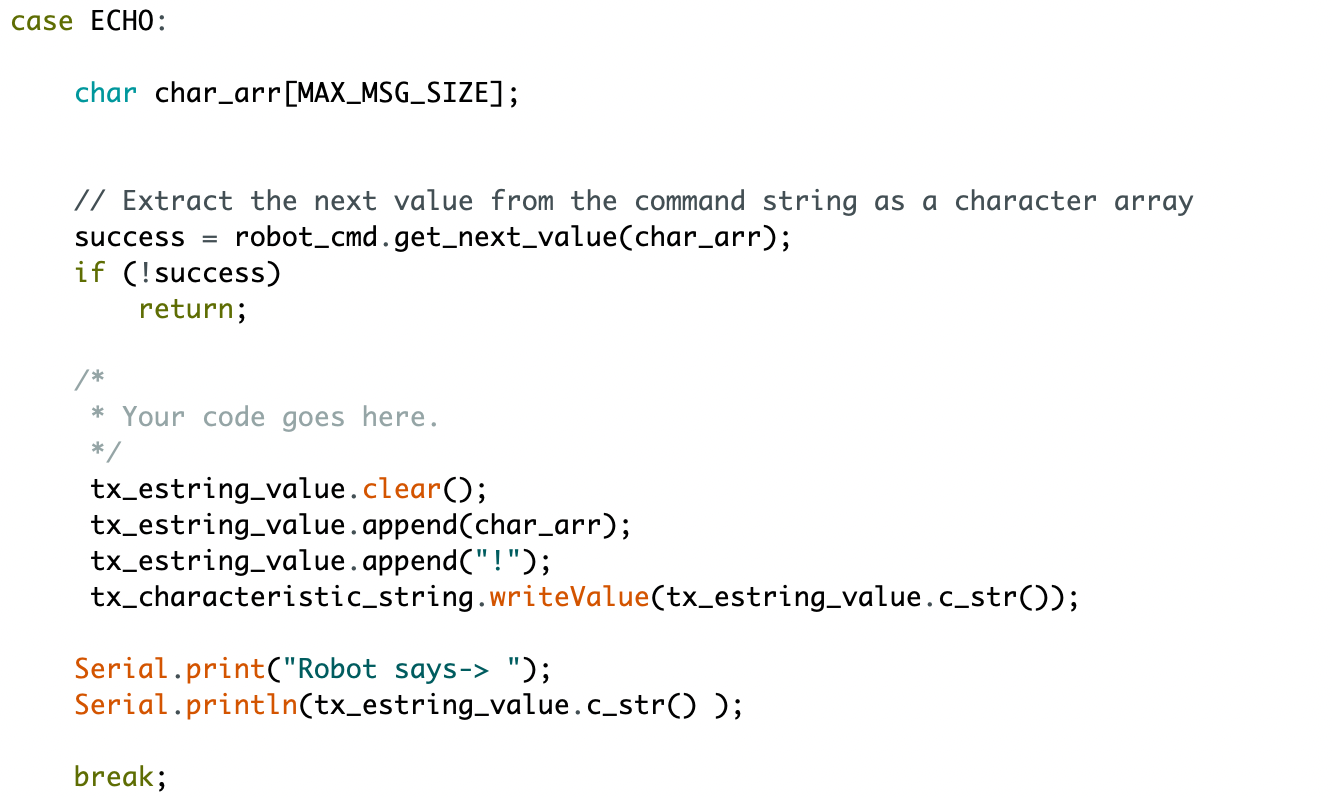 case ECHO:
char char_arr[MAX_MSG_SIZE];
// Extract the next value from the command string as a character array
success = robot_cmd.get_next_value(char_arr);
if (!success)
return;
/*
* Your code goes here.
*/
tx_estring_value.clear();
tx_estring_value.append(char_arr);
tx_estring_value.append("!");
tx_characteristic_string.writeValue(tx_estring_value.c_str());
Serial.print("Robot says-> ");
Serial.println(tx_estring_value.c_str() );
break;